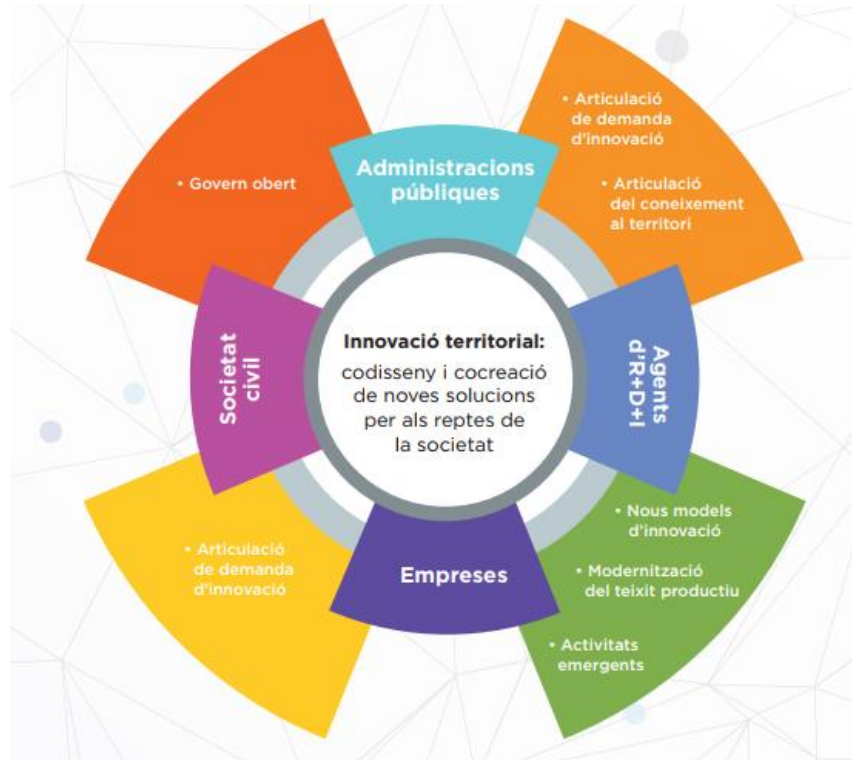 • Govern obert
Administracions
públiques
• Articulació
de demanda
d'innovació
• Articulació
del coneixement
al territori
Societat
civil
Innovació territorial:
codisseny i cocreació
de noves solucions
per als reptes de
la societat
Agents
d'R+D+I
• Articulació
de demanda
d'innovació
Empreses
• Nous models
d'innovació
• Modernització
del teixit productiu
• Activitats
emergents